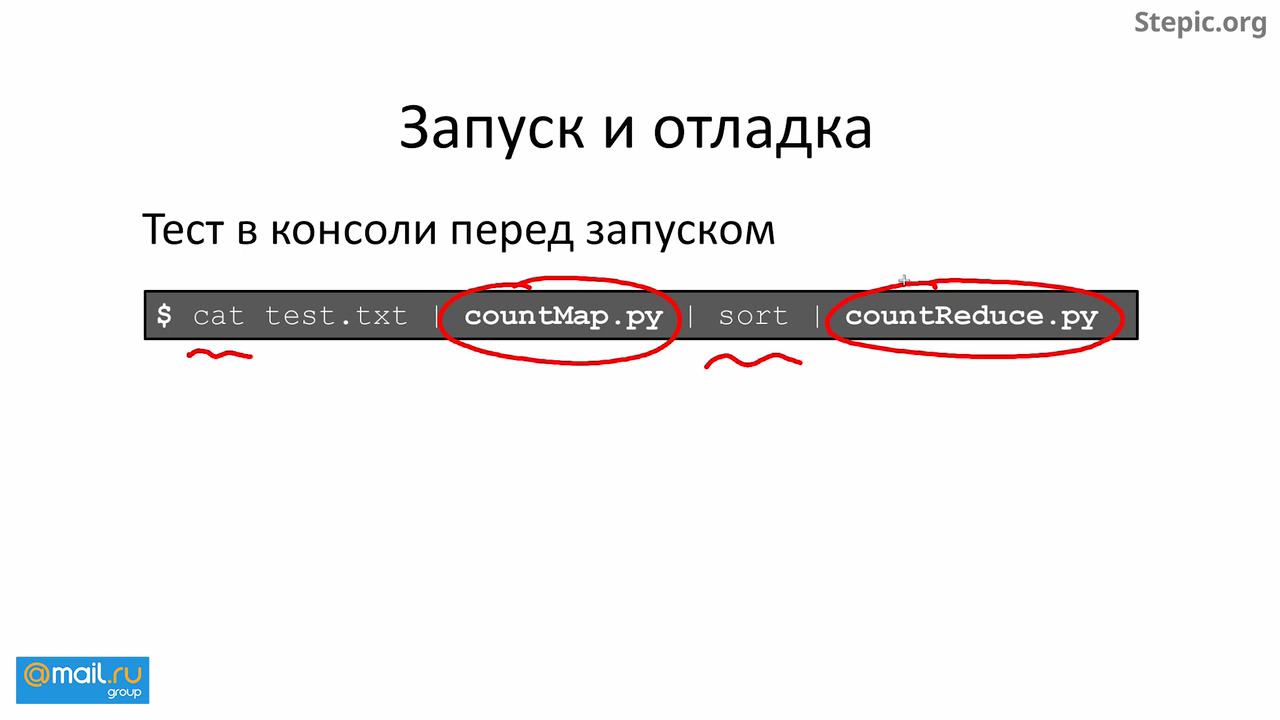 Stepic.org
Запуск и отладка
Тест в консоли перед запуском
$ cat test.txt | countMap.py | sort | countReduce.py
@mail.ru
group